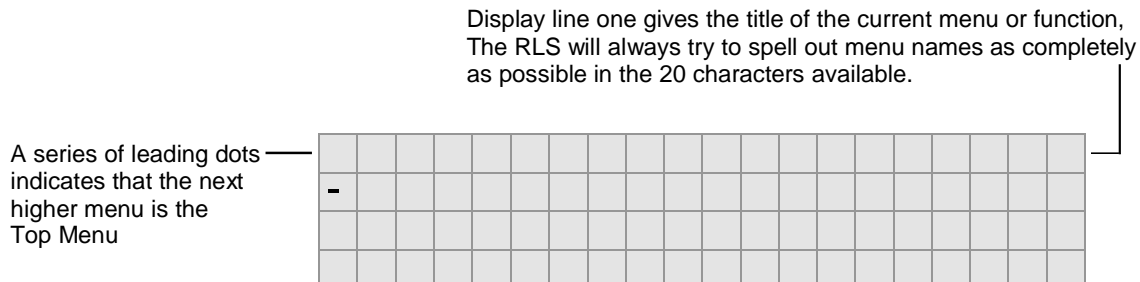 Display line one gives the title of the current menu or function,
The RLS will always try to spell out menu names as completely
as possible in the 20 characters available.
A series of leading dots
indicates that the next
higher menu is the
Top Menu
-